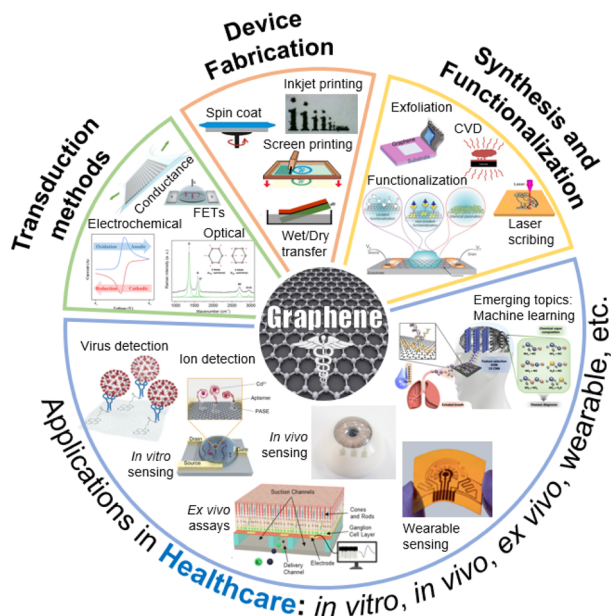 Device
Fabrication
Synthesis and
Functionalization
Transduction
methods
Inkjet printing
Spin coat
Screen printing
Wet/Dry
transfer
Exfoliation
Graphene
CVD
Functionalization
Laser
Laser
scribing
Conductance
FETs
Electrochemical
Optical
Oxidation
Anodic
Reduction
Cathodic
Graphene
Emerging topics:
Machine learning
Exhaled breath
Virus detection
Ion detection
Cd²⁺
Aptamer
PASE
Drain
Source
In vitro
sensing
In vivo
sensing
Ex vivo
assays
Suction Channels
Cones
and Rods
Ganglion
Cell Layer
Electrode
Delivery
Channel
Wearable
sensing
Applications in Healthcare: in vitro, in vivo, ex vivo, wearable, etc.